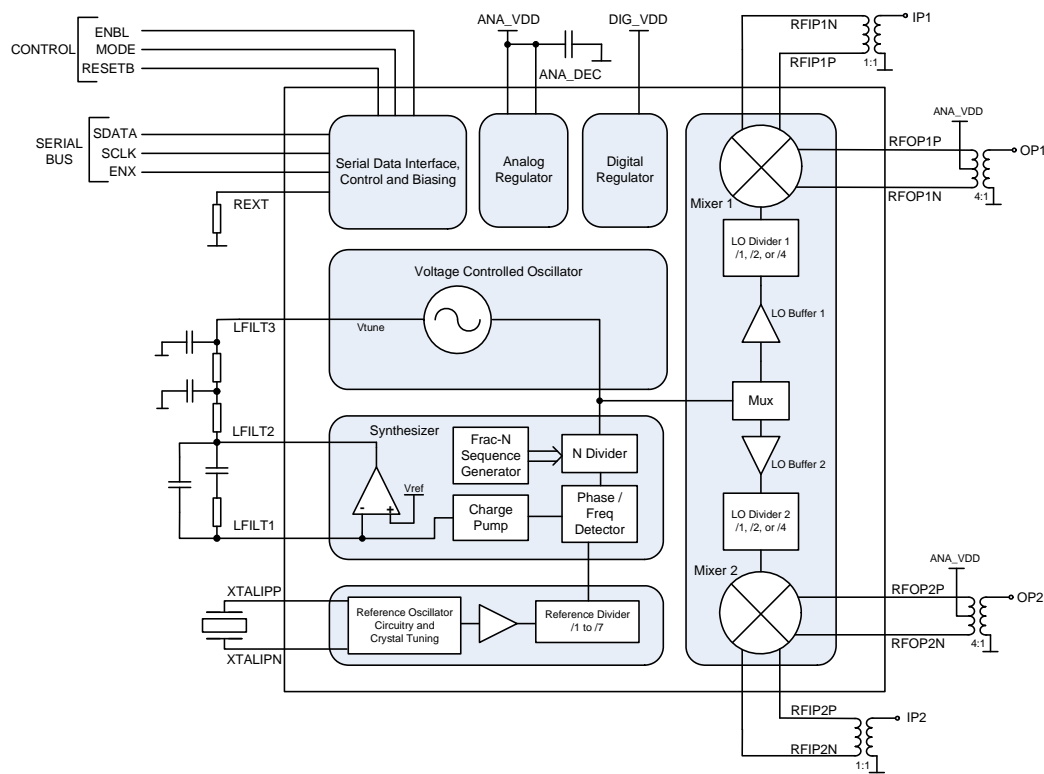 CONTROL
ENBL
MODE
RESETB
SERIAL
BUS
SDATA
SCLK
ENX
REXT
ANA_VDD
ANA_DEC
DIG_VDD
RFIP1N
RFIP1P
IP1
1:1
Serial Data Interface,
Control and Biasing
Analog
Regulator
Digital
Regulator
Mixer 1
RFOP1P
RFOP1N
ANA_VDD
OP1
4:1
LO Divider 1
/1, /2, or /4
LO Buffer 1
Mux
LO Buffer 2
LO Divider 2
/1, /2, or /4
Mixer 2
Voltage Controlled Oscillator
Vtune
LFILT3
LFILT2
LFILT1
Synthesizer
Frac-N
Sequence
Generator
N Divider
Vref
-
+
Charge
Pump
Phase /
Freq
Detector
XTALIPP
XTALIPN
Reference Oscillator
Circuitry and
Crystal Tuning
Reference Divider
/1 to /7
ANA_VDD
RFOP2P
RFOP2N
OP2
4:1
RFIP2P
RFIP2N
IP2
1:1